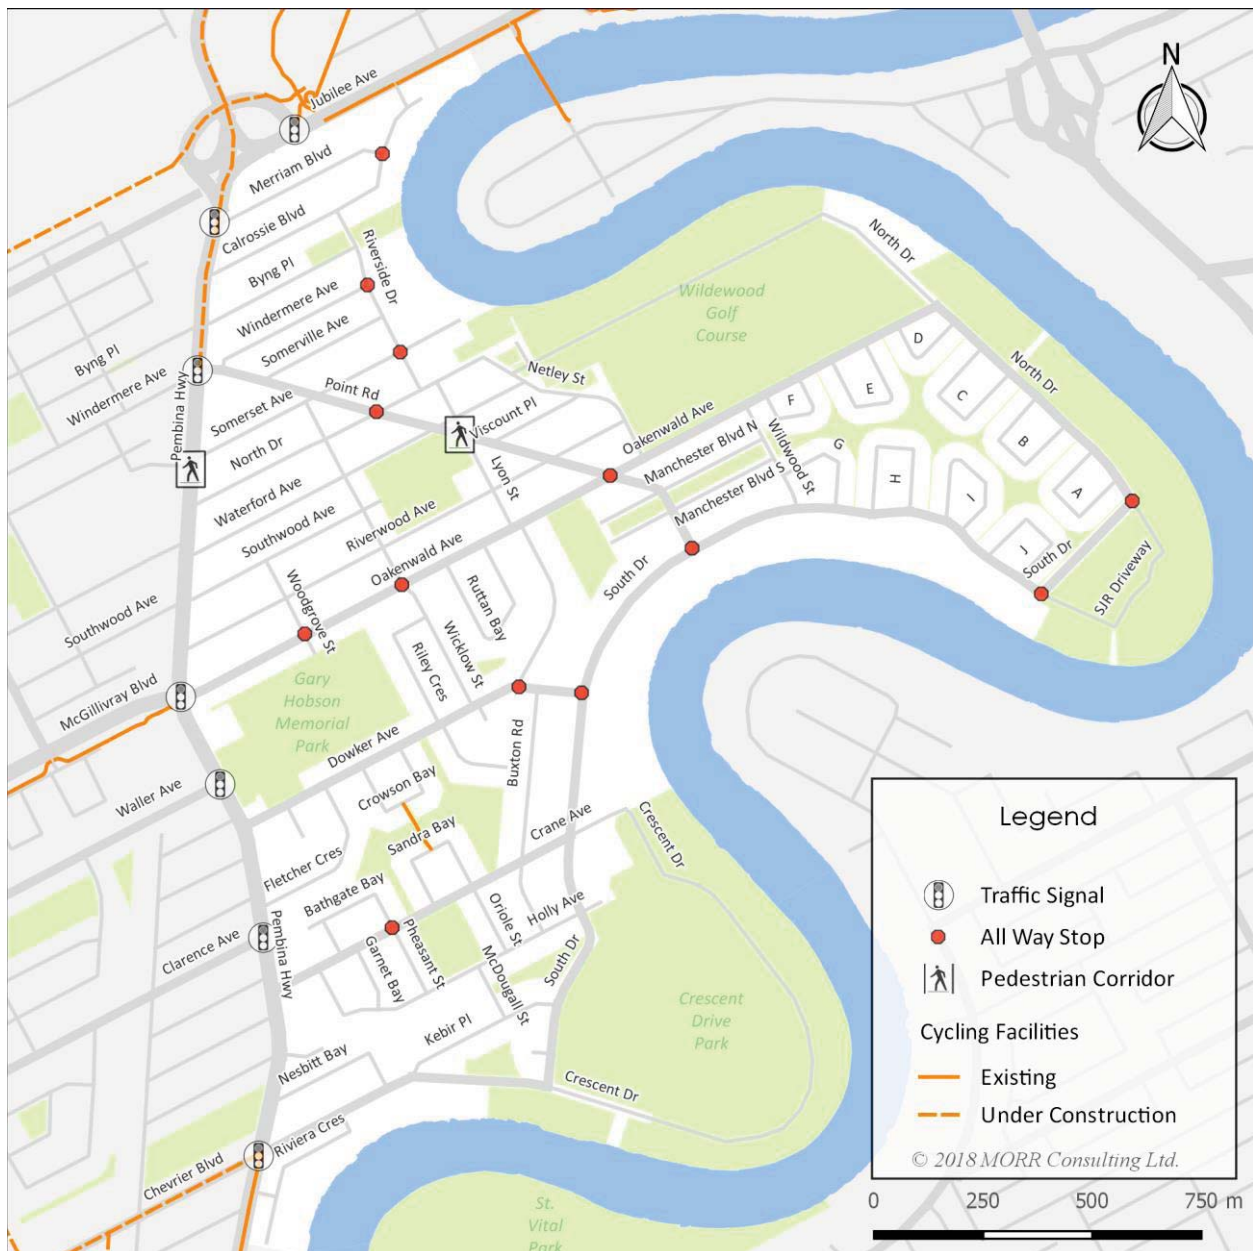 Jubilee Ave
N
Merriam Blvd
Calrossie Blvd
North Dr
Byng Pl
Riverside Dr
Windermere Ave
Wildewood
Golf
Course
Somerville Ave
Byng Pl
D
Windermere Ave
Point Rd
Netley St
North Dr
E
C
Pembina Hwy
Somerset Ave
F
Viscount Pl
Oakenwald Ave
North Dr
Manchester Blvd N
Wildwood St
G
B
Lyon St
Waterford Ave
Manchester Blvd S
H
I
A
Southwood Ave
Riverwood Ave
Oakenwald Ave
J
South Dr
SJR Driveway
South Dr
Woodgrove St
Ruttan Bay
Southwood Ave
Wicklow St
Riley Cres
McGillivray Blvd
Gary
Hobson
Memorial
Park
Dowker Ave
Buxton Rd
Waller Ave
Crowson Bay
Crane Ave
Crescent Dr
Sandra Bay
Fletcher Cres
Bathgate Bay
Oriole St
Holly Ave
Pembina Hwy
Clarence Ave
Pheasant St
Garnet Bay
McDougall St
South Dr
Crescent
Drive
Park
Kebir Pl
Nesbitt Bay
Crescent Dr
Riviera Cres
Chevrier Blvd
St.
Vital
Park
Legend
Traffic Signal
All Way Stop
Pedestrian Corridor
Cycling Facilities
Existing
Under Construction
© 2018 MORR Consulting Ltd.
0 250 500 750 m